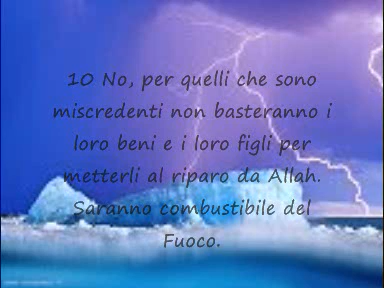 10 No, per quelli che sono
miscredenti non basteranno i
loro beni e i loro figli per
metterli al riparo da Allah.
Saranno combustibile del
Fuoco.